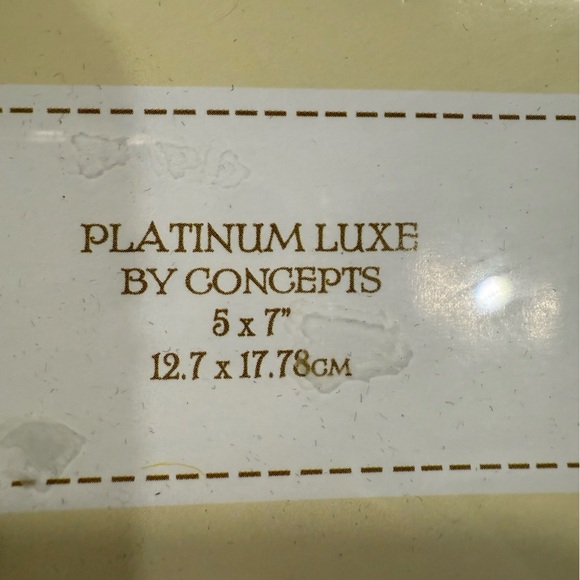 PLATINUM LUXE
BY CONCEPTS
5 x 7"
12.7 x 17.78CM